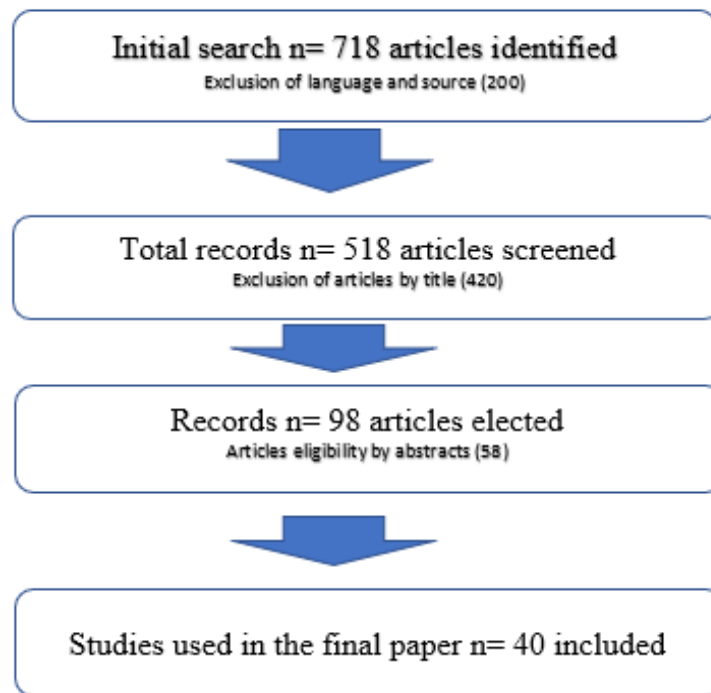 Initial search n= 718 articles identified
Exclusion of language and source (200)
Total records n= 518 articles screened
Exclusion of articles by title (420)
Records n= 98 articles elected
Articles eligibility by abstracts (58)
Studies used in the final paper n= 40 included